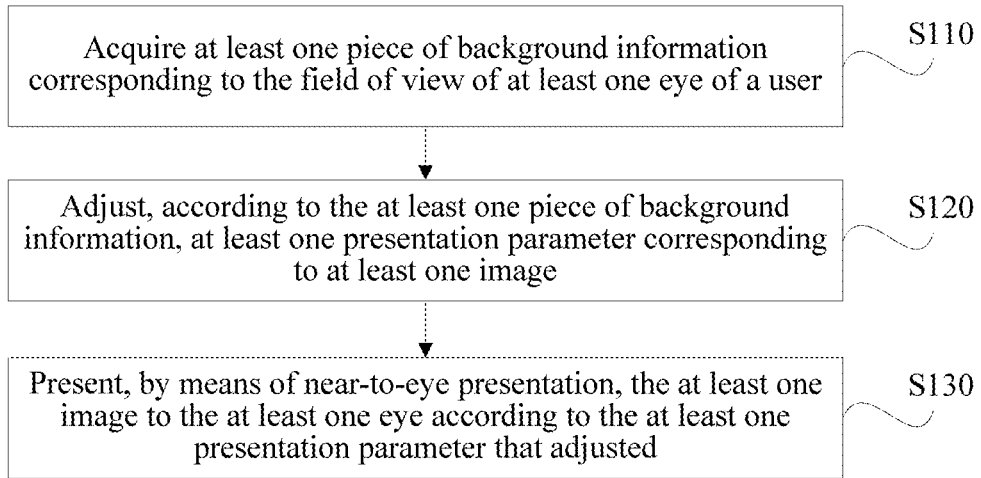 Acquire at least one piece of background information
corresponding to the field of view of at least one eye of a user
S110
Adjust, according to the at least one piece of background
information, at least one presentation parameter corresponding
to at least one image
S120
Present, by means of near-to-eye presentation, the at least one
image to the at least one eye according to the at least one
presentation parameter that adjusted
S130